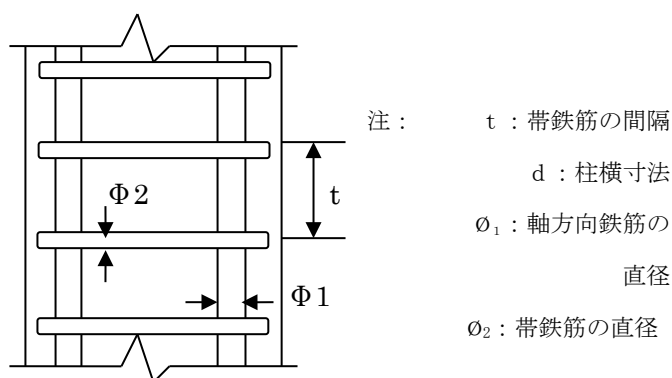 注： t：帯鉄筋の間隔
d：柱横寸法
Φ2
t
ø₁：軸方向鉄筋の
直径
Φ1
ø₂：帯鉄筋の直径